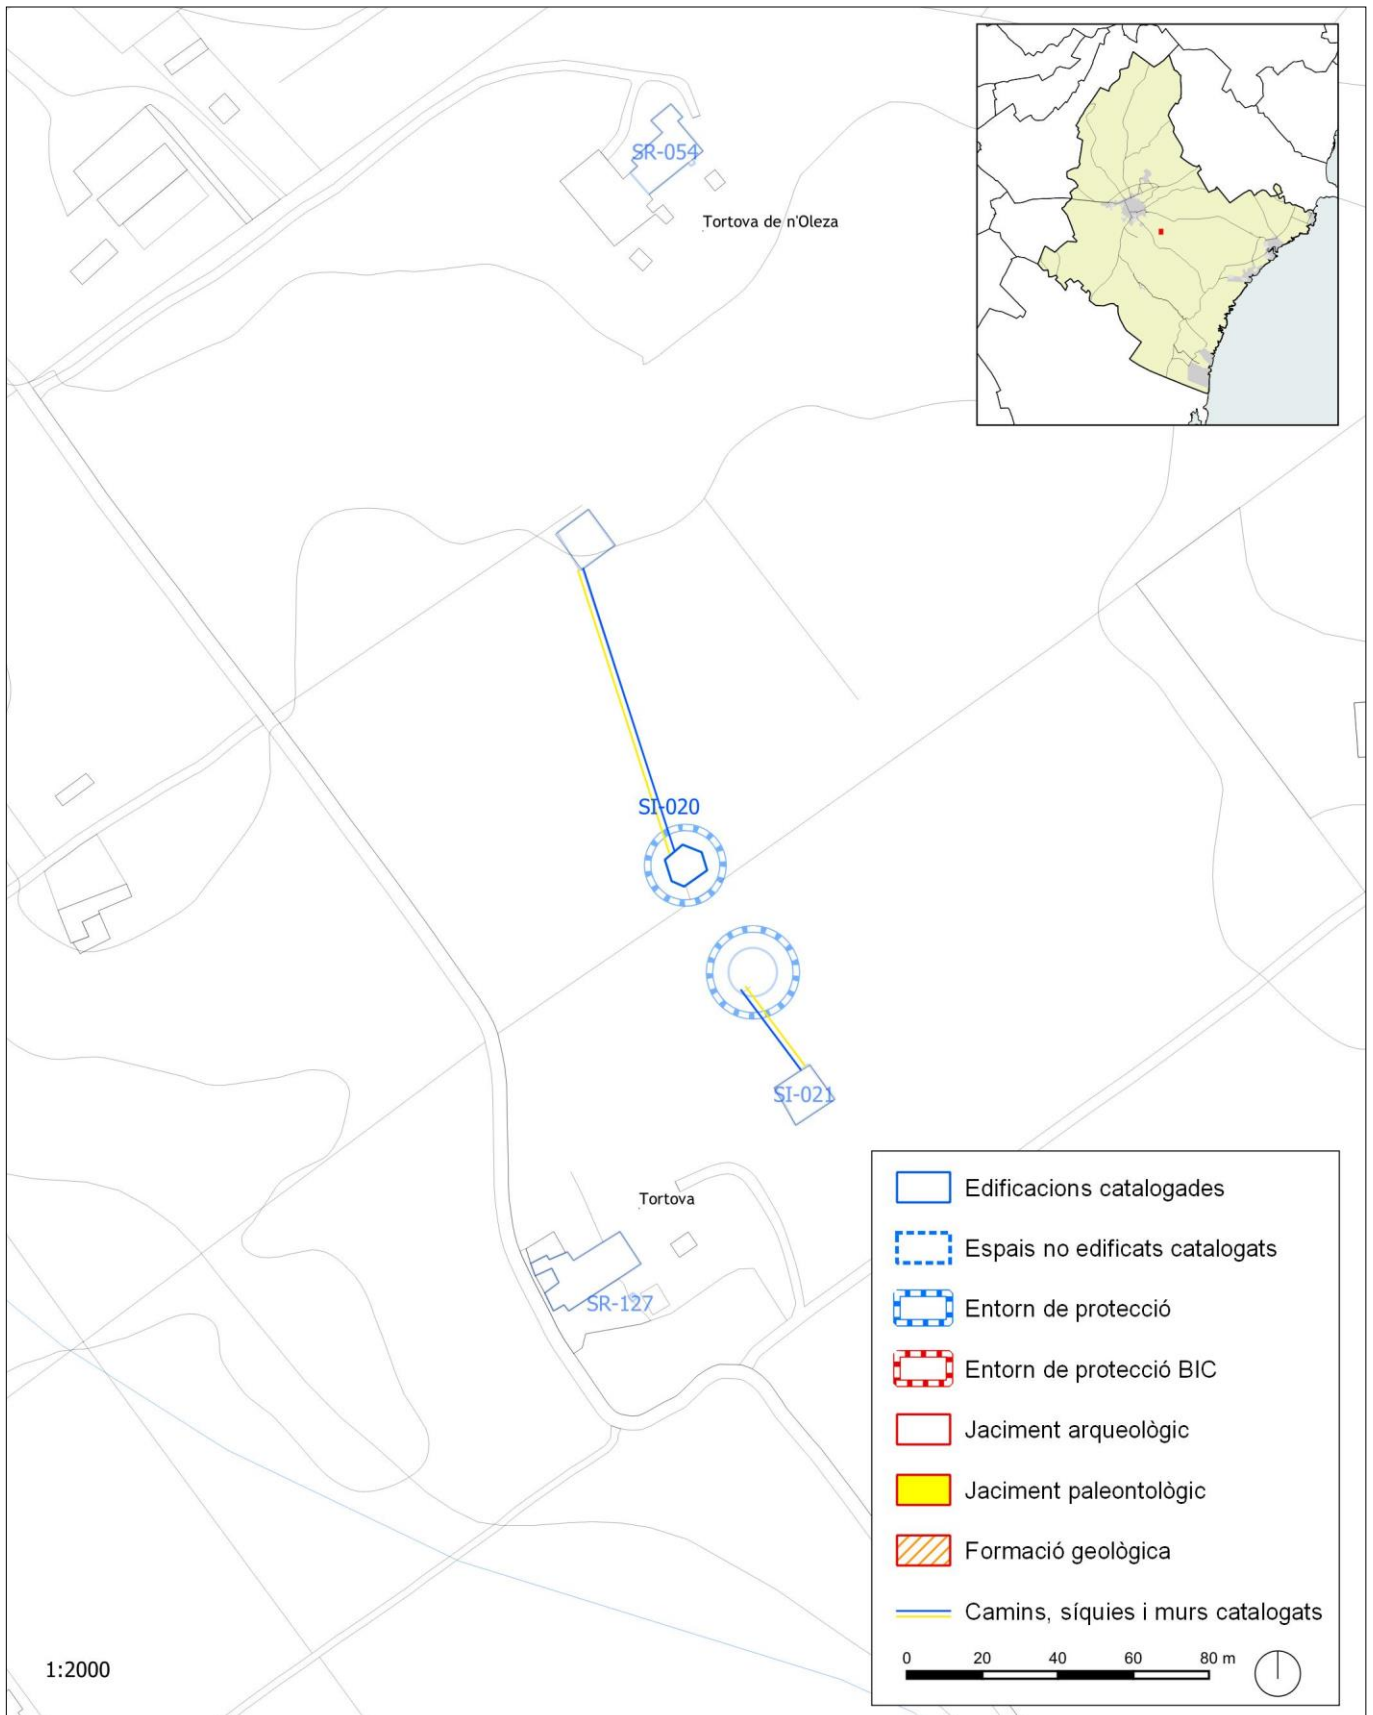 SR-054
Tortova de n'Oleza
SI-020
SI-021
Tortova
SR-127
Edificacions catalogades
Espais no edificats catalogats
Entorn de protecció
Entorn de protecció BIC
Jaciment arqueològic
Jaciment paleontològic
Formació geològica
Camins, síquies i murs catalogats
0 20 40 60 80 m
1:2000